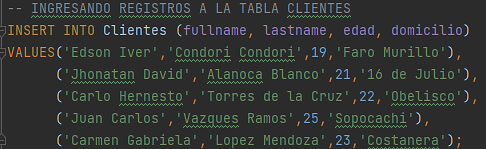 -- INGRESANDO REGISTROS A LA TABLA CLIENTES
INSERT INTO Clientes (fullname, lastname, edad, domicilio)
VALUES('Edson Iver','Condori Condori',19,'Faro Murillo'),
('Jhonatan David','Alanoca Blanco',21,'16 de Julio'),
('Carlo Hernesto','Torres de la Cruz',22,'Obelisco'),
('Juan Carlos','Vazques Ramos',25,'Sopocachi'),
('Carmen Gabriela','Lopez Mendoza',23,'Costanera');